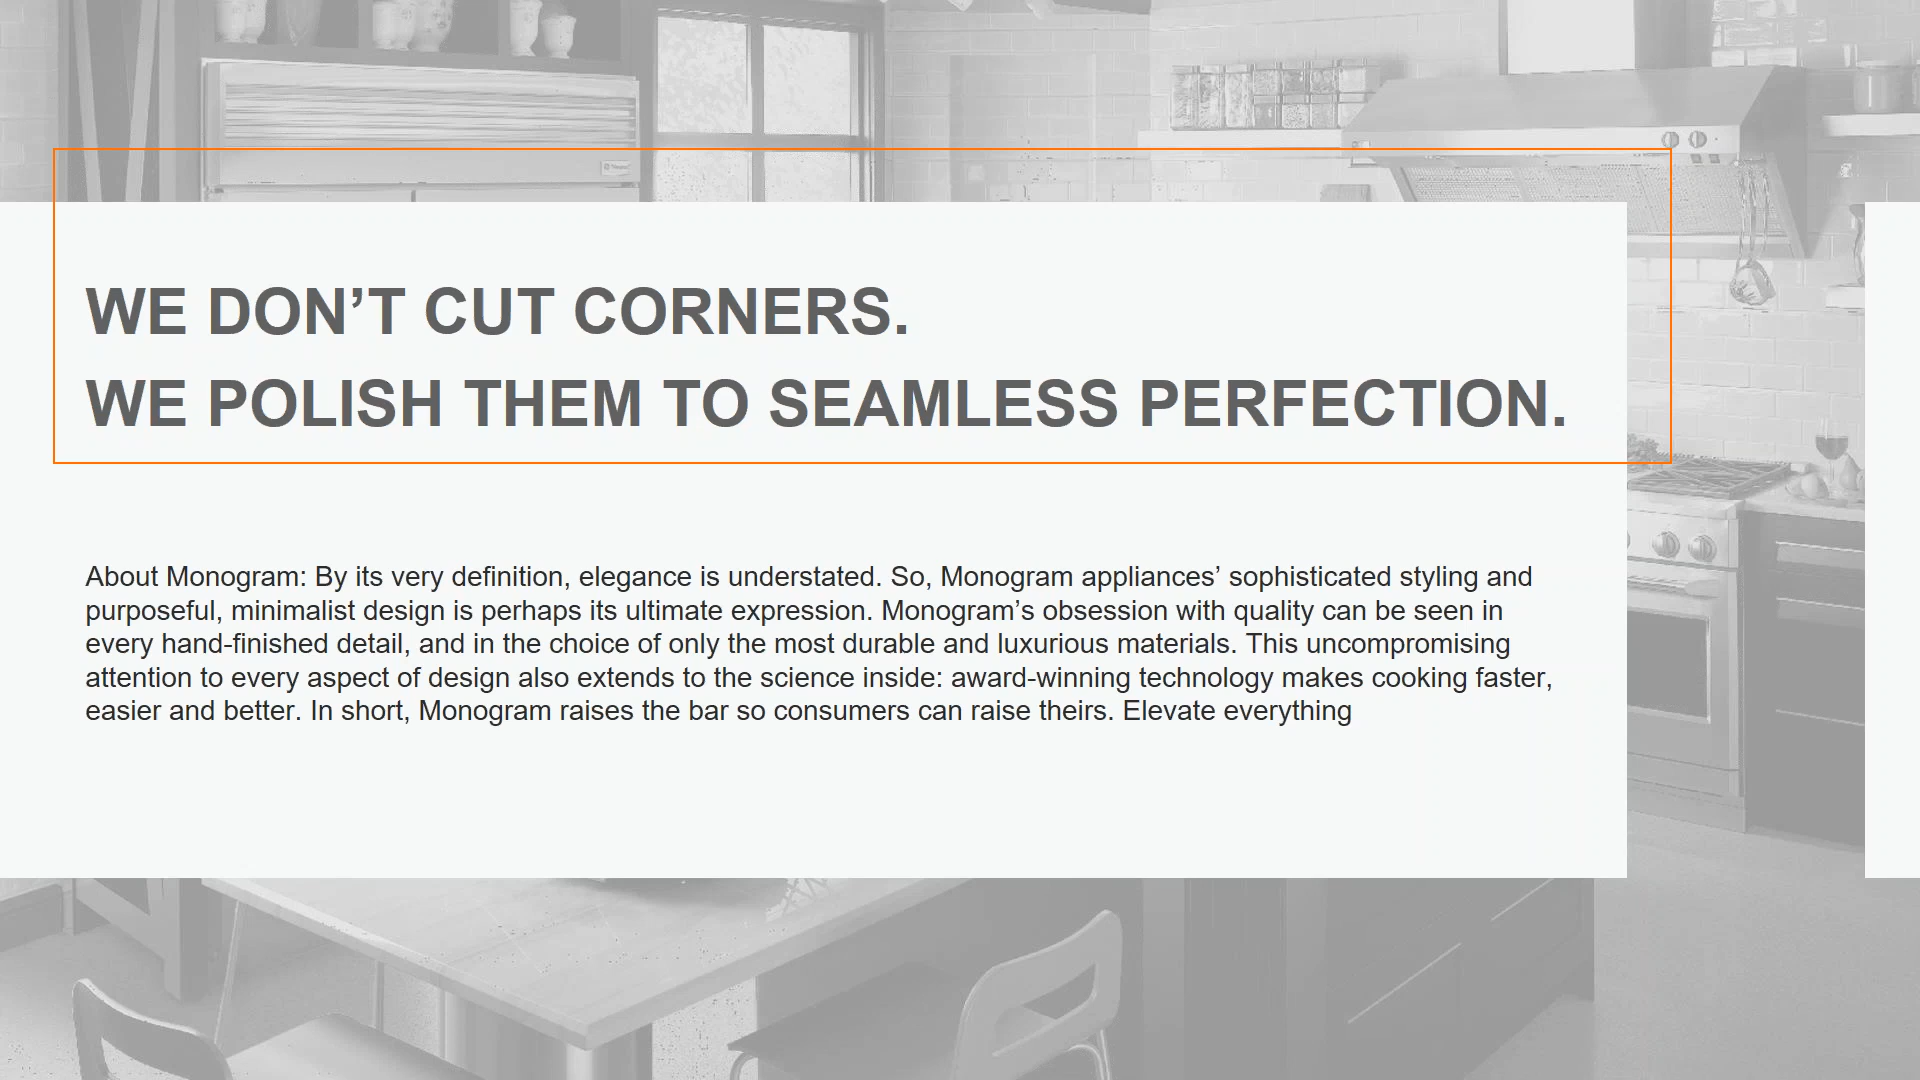 WE DON’T CUT CORNERS.
WE POLISH THEM TO SEAMLESS PERFECTION.
About Monogram: By its very definition, elegance is understated. So, Monogram appliances’ sophisticated styling and
purposeful, minimalist design is perhaps its ultimate expression. Monogram’s obsession with quality can be seen in
every hand-finished detail, and in the choice of only the most durable and luxurious materials. This uncompromising
attention to every aspect of design also extends to the science inside: award-winning technology makes cooking faster,
easier and better. In short, Monogram raises the bar so consumers can raise theirs. Elevate everything